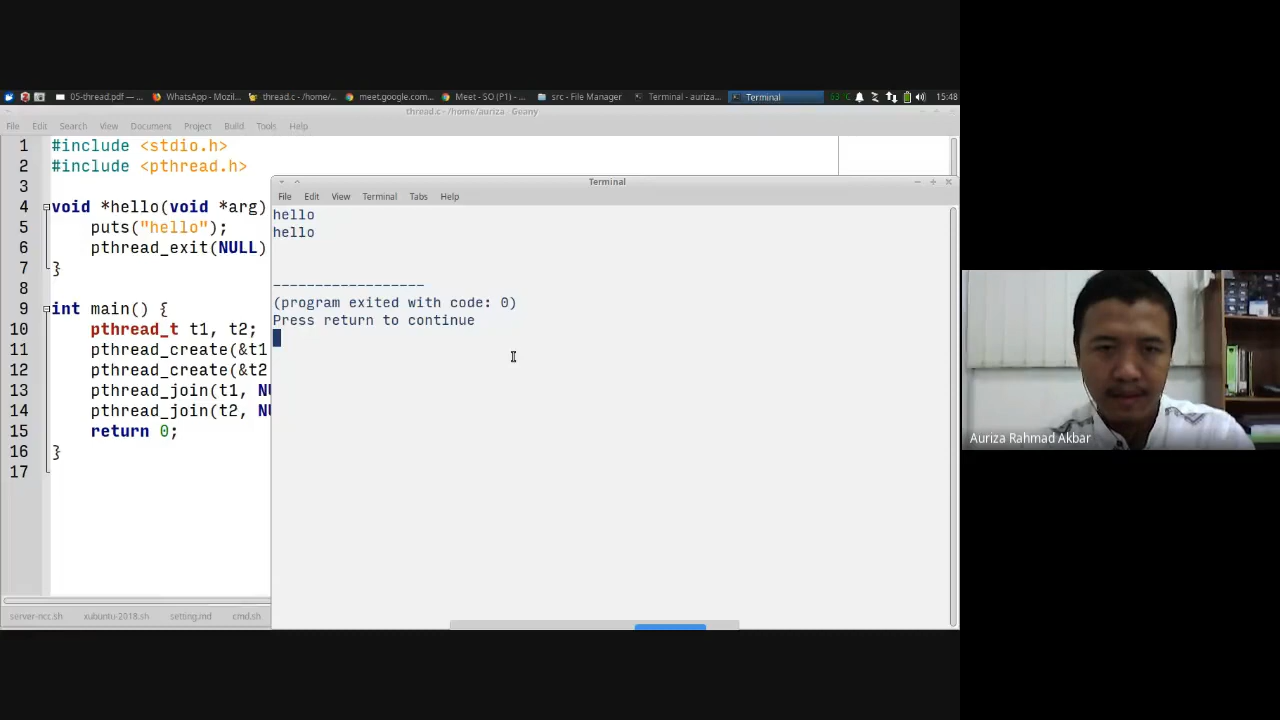 05-thread.pdf — ...
WhatsApp - Mozil...
thread.c - /home/...
meet.google.com...
Meet - SO (P1) - ...
src - File Manager
Terminal - auriza...
Terminal
63°C
15:48
thread.c - /home/auriza - Geany
File Edit Search View Document Project Build Tools Help
1 #include <stdio.h>
2 #include <pthread.h>
3
4 void *hello(void *arg)
5 puts("hello");
6 pthread_exit(NULL)
7 }
8
9 int main() {
10 pthread_t t1, t2;
11 pthread_create(&t1
12 pthread_create(&t2
13 pthread_join(t1, NU
14 pthread_join(t2, NU
15 return 0;
16 }
17
server-ncc.sh xubuntu-2018.sh setting.ind cmd.sh
Terminal
File Edit View Terminal Tabs Help
hello
hello
------------------
(program exited with code: 0)
Press return to continue
Auriza Rahmad Akbar